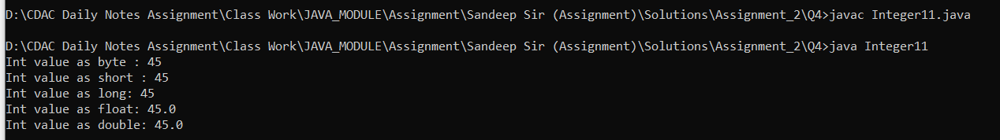 D:\CDAC Daily Notes Assignment\Class Work\JAVA_MODULE\Assignment\Sandeep Sir (Assignment)\Solutions\Assignment_2\Q4>javac Integer11.java
D:\CDAC Daily Notes Assignment\Class Work\JAVA_MODULE\Assignment\Sandeep Sir (Assignment)\Solutions\Assignment_2\Q4>java Integer11
Int value as byte : 45
Int value as short : 45
Int value as long: 45
Int value as float: 45.0
Int value as double: 45.0